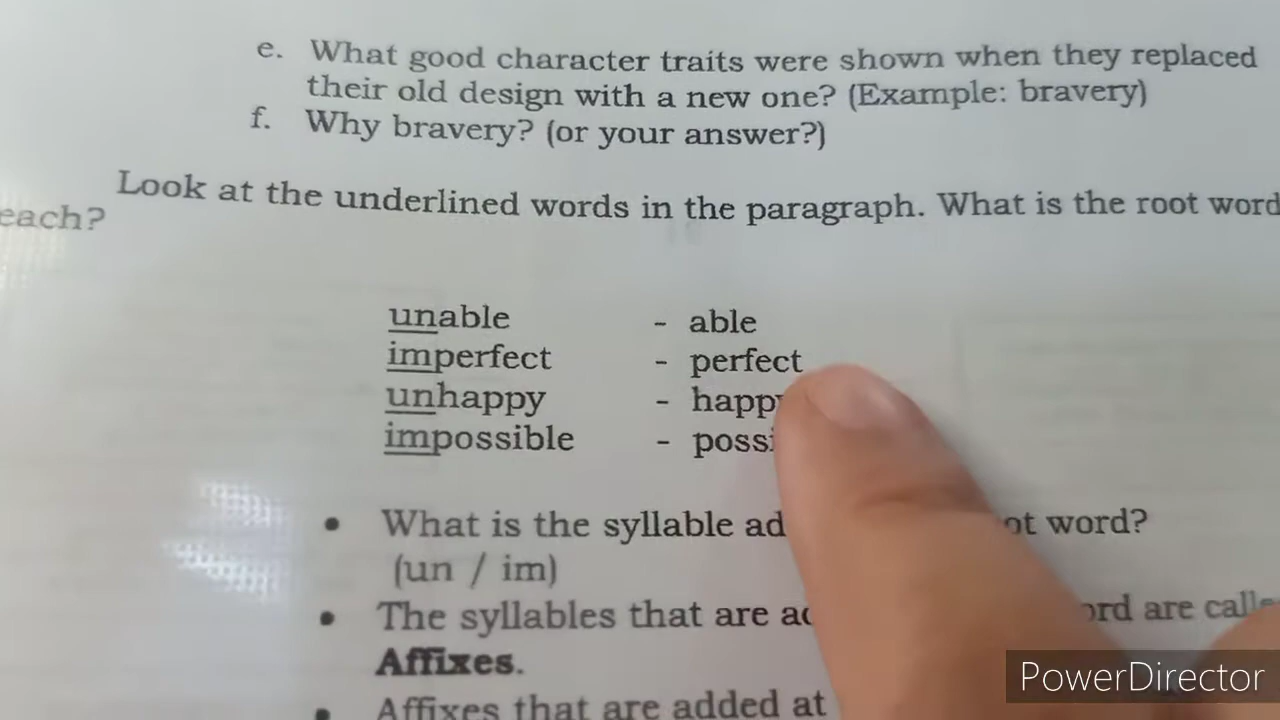 e. What good character traits were shown when they replaced
their old design with a new one? (Example: bravery)
f. Why bravery? (or your answer?)
Look at the underlined words in the paragraph. What is the root word
each?
unable - able
imperfect - perfect
unhappy - happy
impossible - possi
• What is the syllable ad ot word?
(un / im)
• The syllables that are ad ord are calle
Affixes.
• Affixes that are added at
PowerDirector